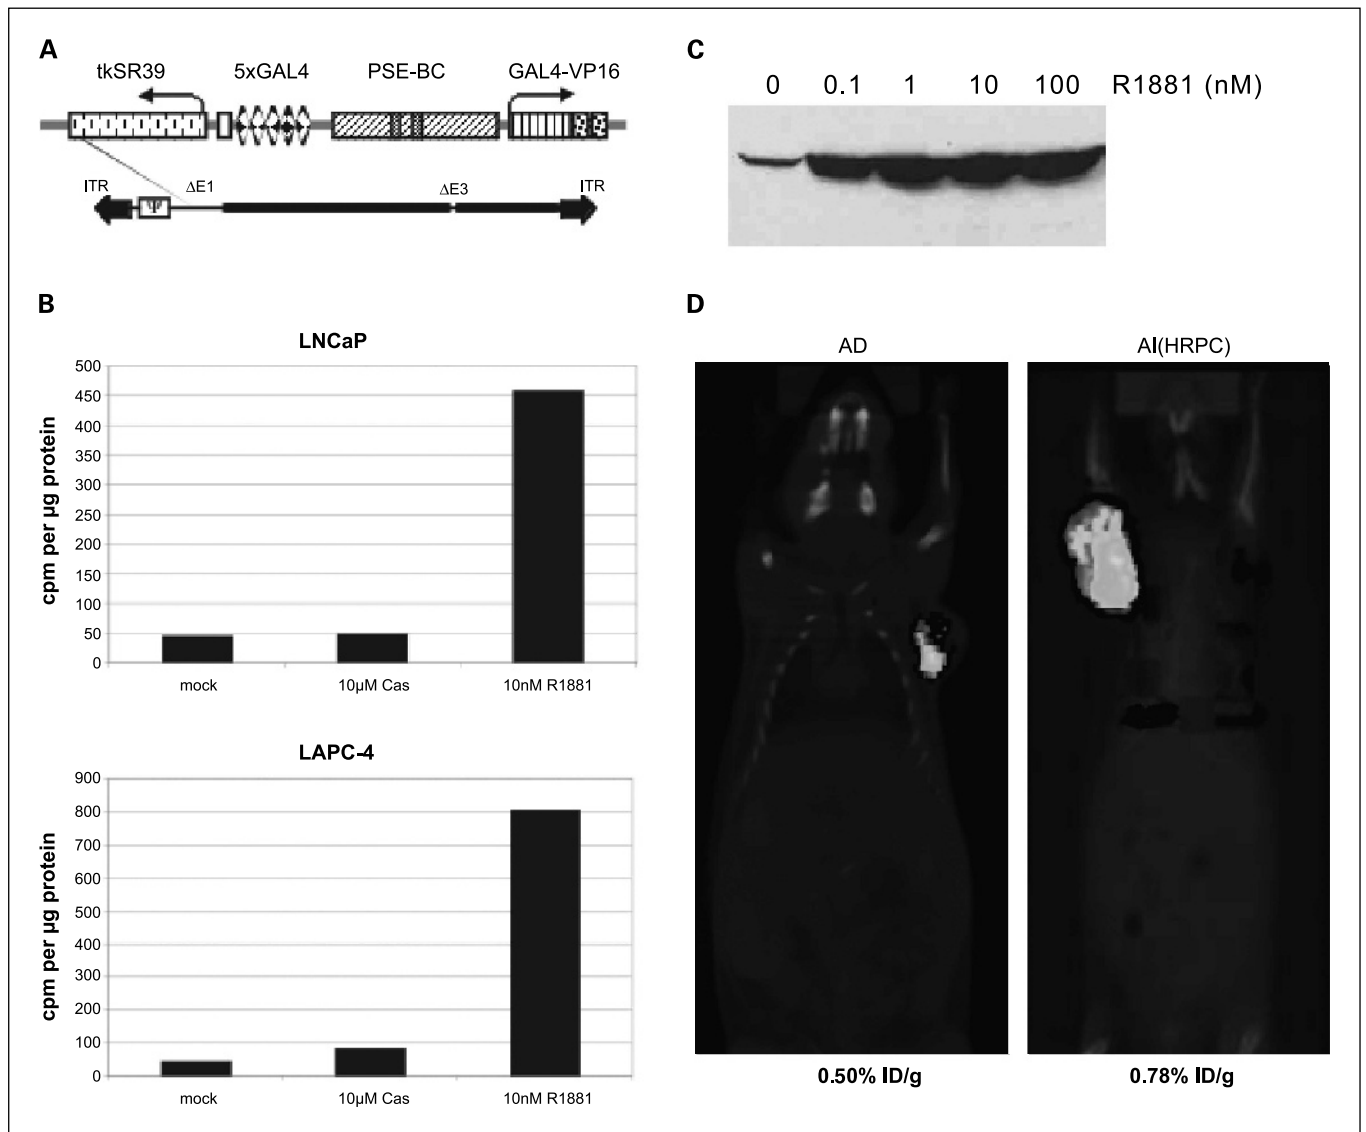 A
tkSR39 5xGAL4 PSE-BC GAL4-VP16
ITR ΔE1 ΔE3 ITR
Ψ
C
0 0.1 1 10 100 R1881 (nM)
B
LNCaP
cpm per µg protein
500
450
400
350
300
250
200
150
100
50
0
mock 10µM Cas 10nM R1881
LAPC-4
cpm per µg protein
900
800
700
600
500
400
300
200
100
0
mock 10µM Cas 10nM R1881
D
AD AI(HRPC)
0.50% ID/g 0.78% ID/g